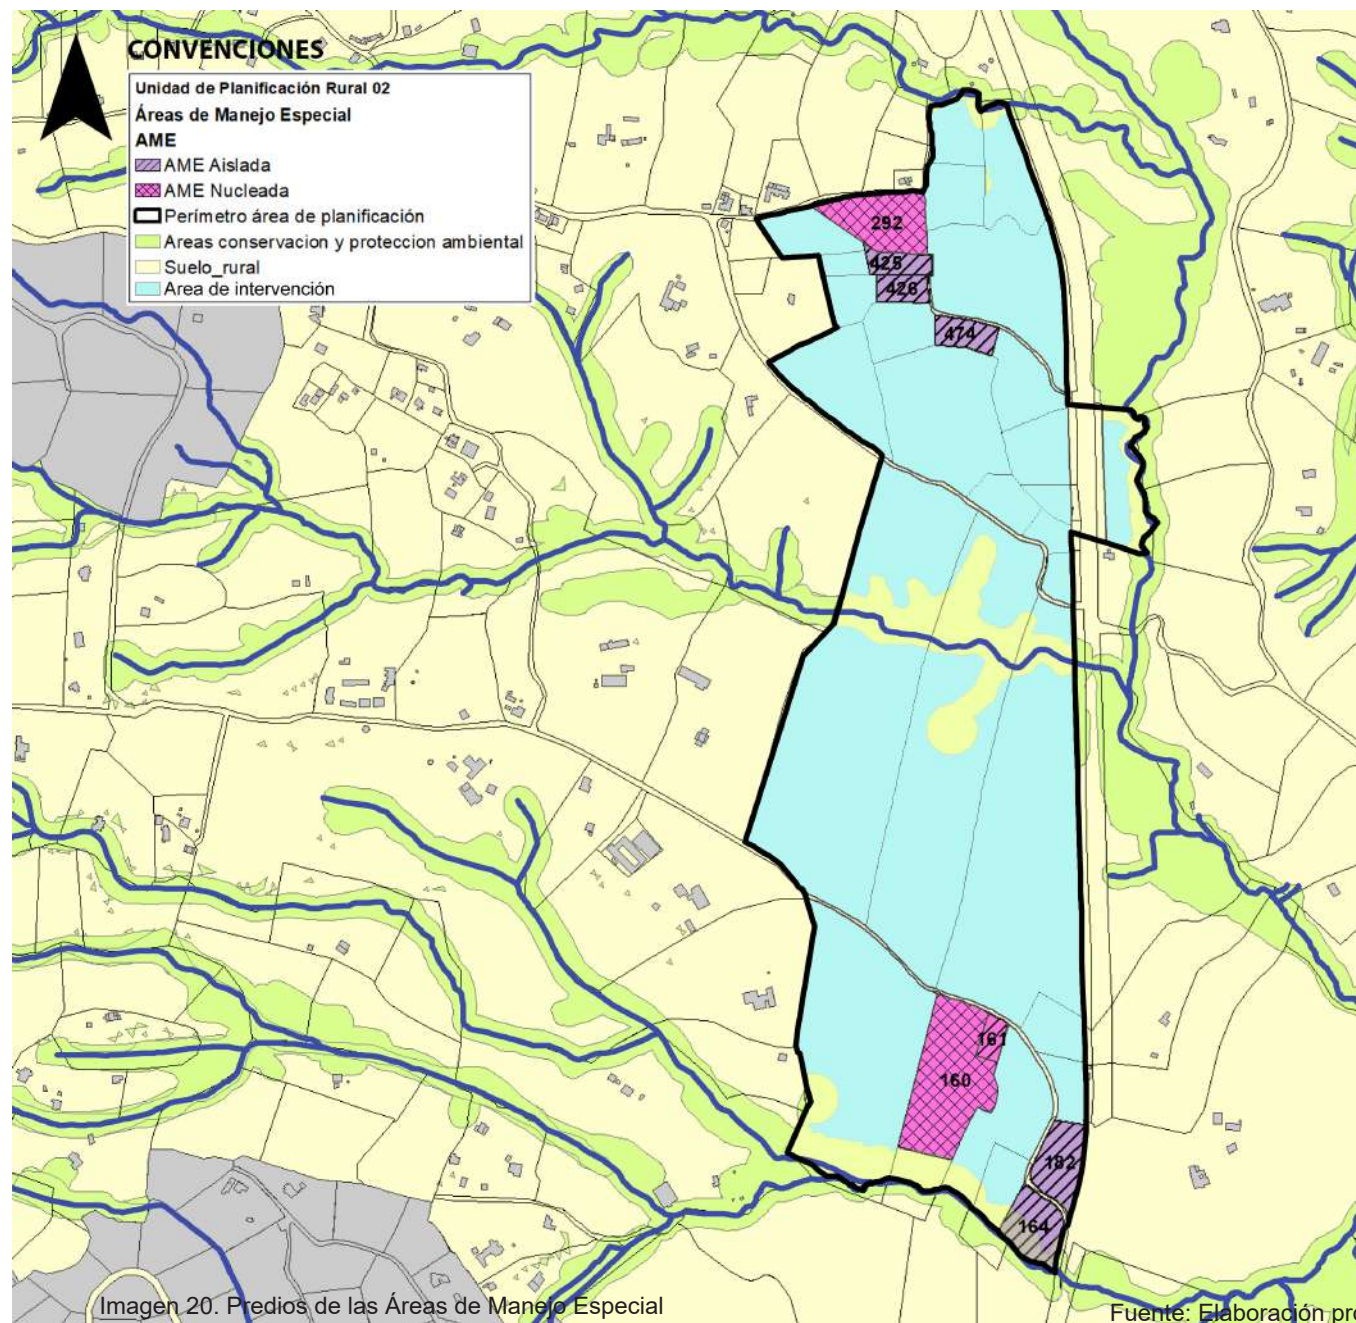 CONVENCIONES
Unidad de Planificación Rural 02
Áreas de Manejo Especial
AME
AME Aislada
AME Nucleada
Perímetro área de planificación
Areas conservacion y proteccion ambiental
Suelo_rural
Area de intervención
292
425
426
474
161
160
182
164
Imagen 20. Predios de las Áreas de Manejo Especial
Fuente: Elaboración pro